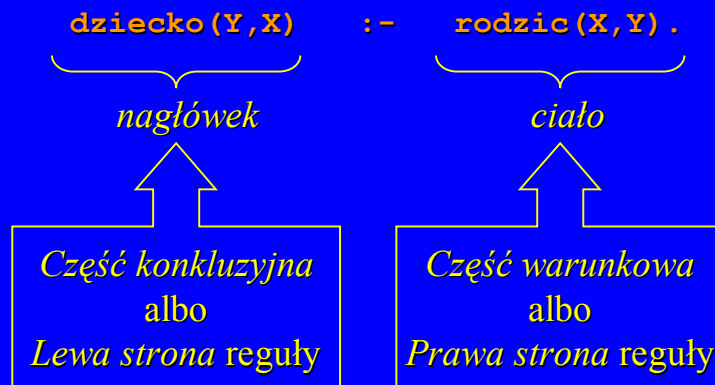 dziecko(Y,X) :- rodzic(X,Y).
nagłówek
ciało
Część konkluzyjna
albo
Lewa strona reguły
Część warunkowa
albo
Prawa strona reguły